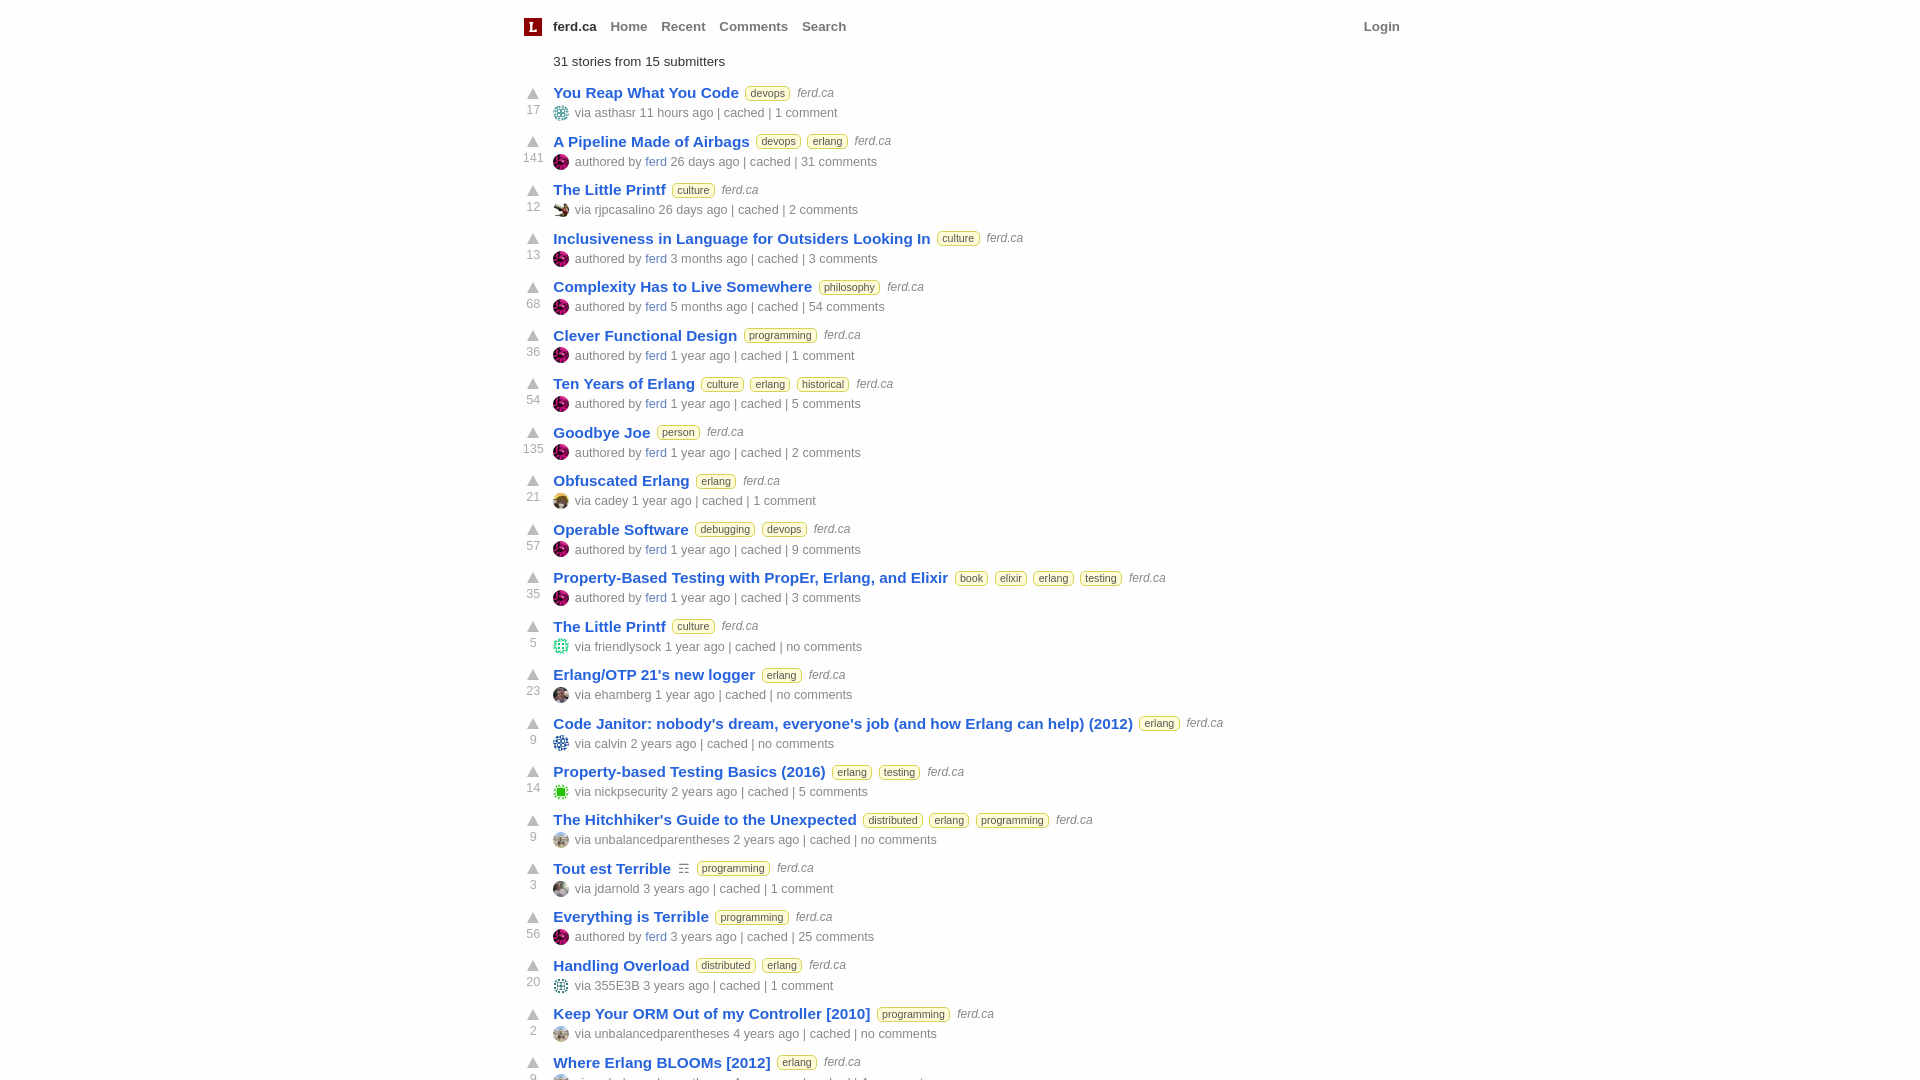 L ferd.ca Home Recent Comments Search Login
31 stories from 15 submitters
You Reap What You Code devops ferd.ca
17 via asthasr 11 hours ago | cached | 1 comment
A Pipeline Made of Airbags devops erlang ferd.ca
141 authored by ferd 26 days ago | cached | 31 comments
The Little Printf culture ferd.ca
12 via rjpcasalino 26 days ago | cached | 2 comments
Inclusiveness in Language for Outsiders Looking In culture ferd.ca
13 authored by ferd 3 months ago | cached | 3 comments
Complexity Has to Live Somewhere philosophy ferd.ca
68 authored by ferd 5 months ago | cached | 54 comments
Clever Functional Design programming ferd.ca
36 authored by ferd 1 year ago | cached | 1 comment
Ten Years of Erlang culture erlang historical ferd.ca
54 authored by ferd 1 year ago | cached | 5 comments
Goodbye Joe person ferd.ca
135 authored by ferd 1 year ago | cached | 2 comments
Obfuscated Erlang erlang ferd.ca
21 via cadey 1 year ago | cached | 1 comment
Operable Software debugging devops ferd.ca
57 authored by ferd 1 year ago | cached | 9 comments
Property-Based Testing with PropEr, Erlang, and Elixir book elixir erlang testing ferd.ca
35 authored by ferd 1 year ago | cached | 3 comments
The Little Printf culture ferd.ca
5 via friendlysock 1 year ago | cached | no comments
Erlang/OTP 21's new logger erlang ferd.ca
23 via ehamberg 1 year ago | cached | no comments
Code Janitor: nobody's dream, everyone's job (and how Erlang can help) (2012) erlang ferd.ca
9 via calvin 2 years ago | cached | no comments
Property-based Testing Basics (2016) erlang testing ferd.ca
14 via nickpsecurity 2 years ago | cached | 5 comments
The Hitchhiker's Guide to the Unexpected distributed erlang programming ferd.ca
9 via unbalancedparentheses 2 years ago | cached | no comments
Tout est Terrible ☶ programming ferd.ca
3 via jdarnold 3 years ago | cached | 1 comment
Everything is Terrible programming ferd.ca
56 authored by ferd 3 years ago | cached | 25 comments
Handling Overload distributed erlang ferd.ca
20 via 355E3B 3 years ago | cached | 1 comment
Keep Your ORM Out of my Controller [2010] programming ferd.ca
2 via unbalancedparentheses 4 years ago | cached | no comments
Where Erlang BLOOMs [2012] erlang ferd.ca